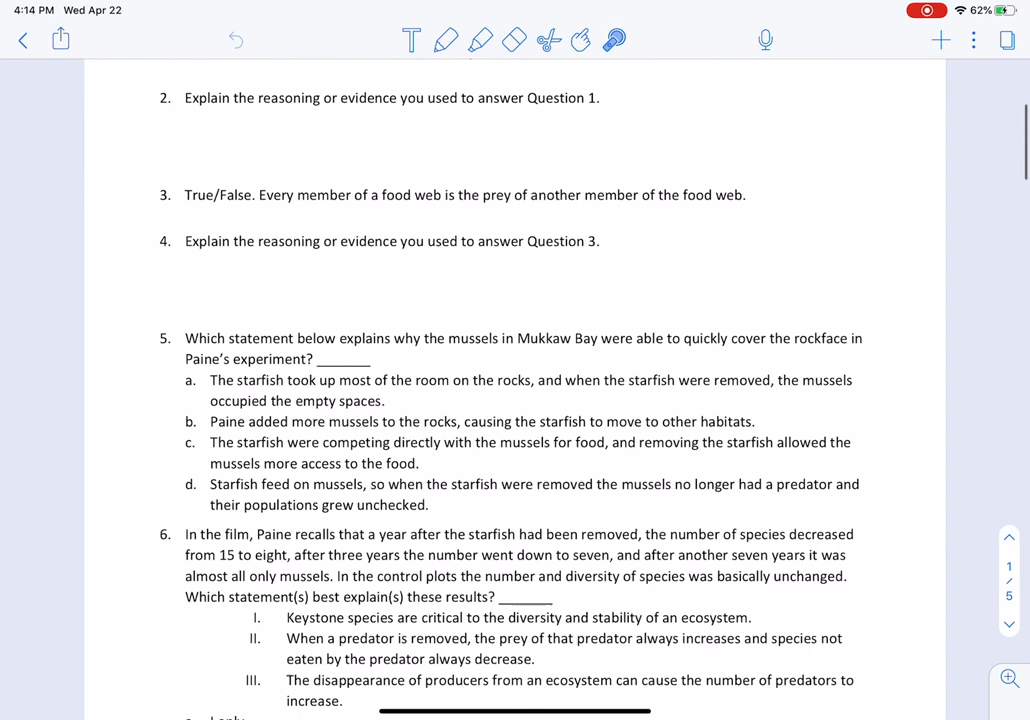 4:14 PM Wed Apr 22
62%
2. Explain the reasoning or evidence you used to answer Question 1.
3. True/False. Every member of a food web is the prey of another member of the food web.
4. Explain the reasoning or evidence you used to answer Question 3.
5. Which statement below explains why the mussels in Mukkaw Bay were able to quickly cover the rockface in
Paine's experiment? _______
a. The starfish took up most of the room on the rocks, and when the starfish were removed, the mussels
occupied the empty spaces.
b. Paine added more mussels to the rocks, causing the starfish to move to other habitats.
c. The starfish were competing directly with the mussels for food, and removing the starfish allowed the
mussels more access to the food.
d. Starfish feed on mussels, so when the starfish were removed the mussels no longer had a predator and
their populations grew unchecked.
6. In the film, Paine recalls that a year after the starfish had been removed, the number of species decreased
from 15 to eight, after three years the number went down to seven, and after another seven years it was
almost all only mussels. In the control plots the number and diversity of species was basically unchanged.
Which statement(s) best explain(s) these results? _______
I. Keystone species are critical to the diversity and stability of an ecosystem.
II. When a predator is removed, the prey of that predator always increases and species not
eaten by the predator always decrease.
III. The disappearance of producers from an ecosystem can cause the number of predators to
increase.
1
/
5